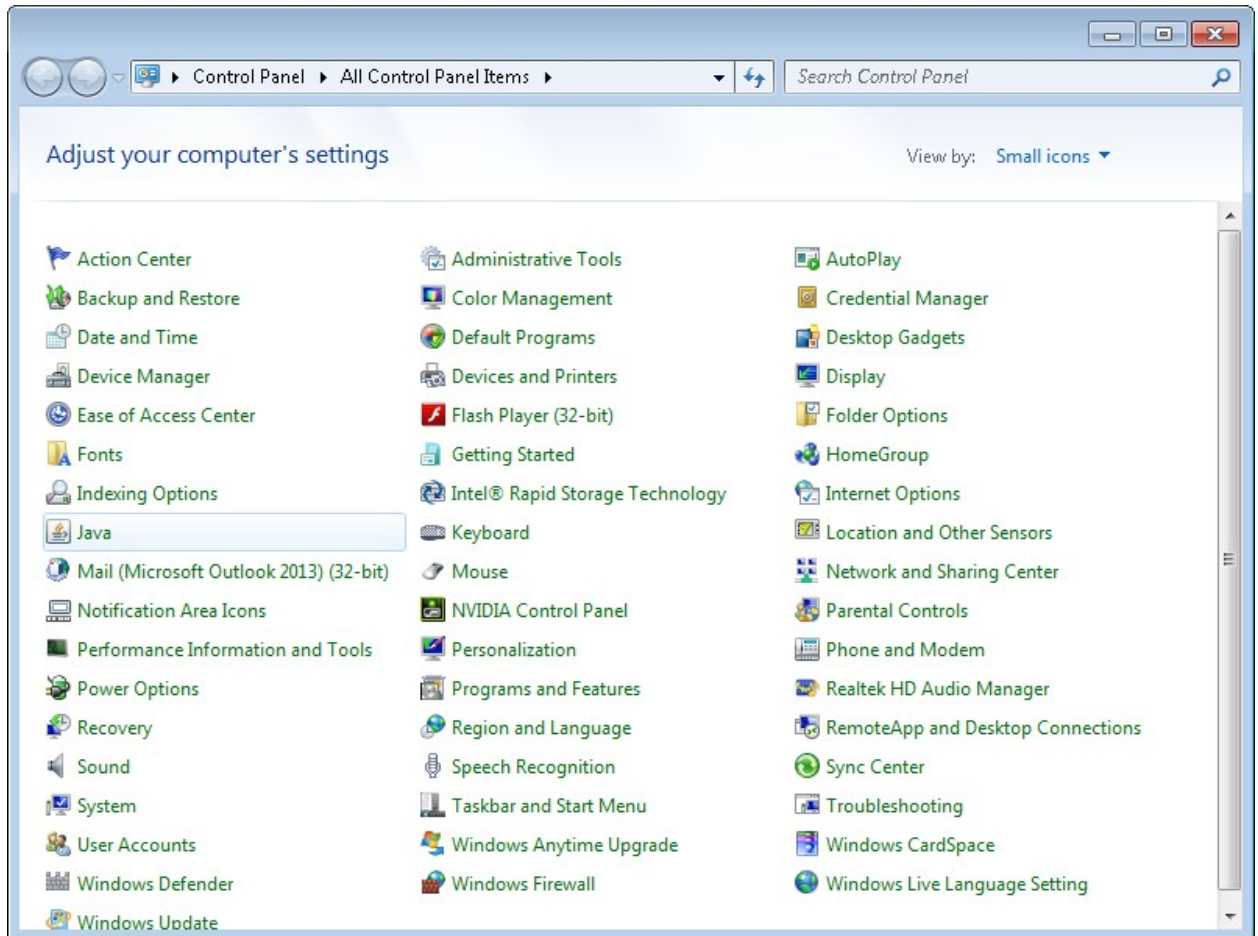 Control Panel All Control Panel Items Search Control Panel
Adjust your computer's settings View by: Small icons
Action Center Administrative Tools AutoPlay
Backup and Restore Color Management Credential Manager
Date and Time Default Programs Desktop Gadgets
Device Manager Devices and Printers Display
Ease of Access Center Flash Player (32-bit) Folder Options
Fonts Getting Started HomeGroup
Indexing Options Intel® Rapid Storage Technology Internet Options
Java Keyboard Location and Other Sensors
Mail (Microsoft Outlook 2013) (32-bit) Mouse Network and Sharing Center
Notification Area Icons NVIDIA Control Panel Parental Controls
Performance Information and Tools Personalization Phone and Modem
Power Options Programs and Features Realtek HD Audio Manager
Recovery Region and Language RemoteApp and Desktop Connections
Sound Speech Recognition Sync Center
System Taskbar and Start Menu Troubleshooting
User Accounts Windows Anytime Upgrade Windows CardSpace
Windows Defender Windows Firewall Windows Live Language Setting
Windows Update